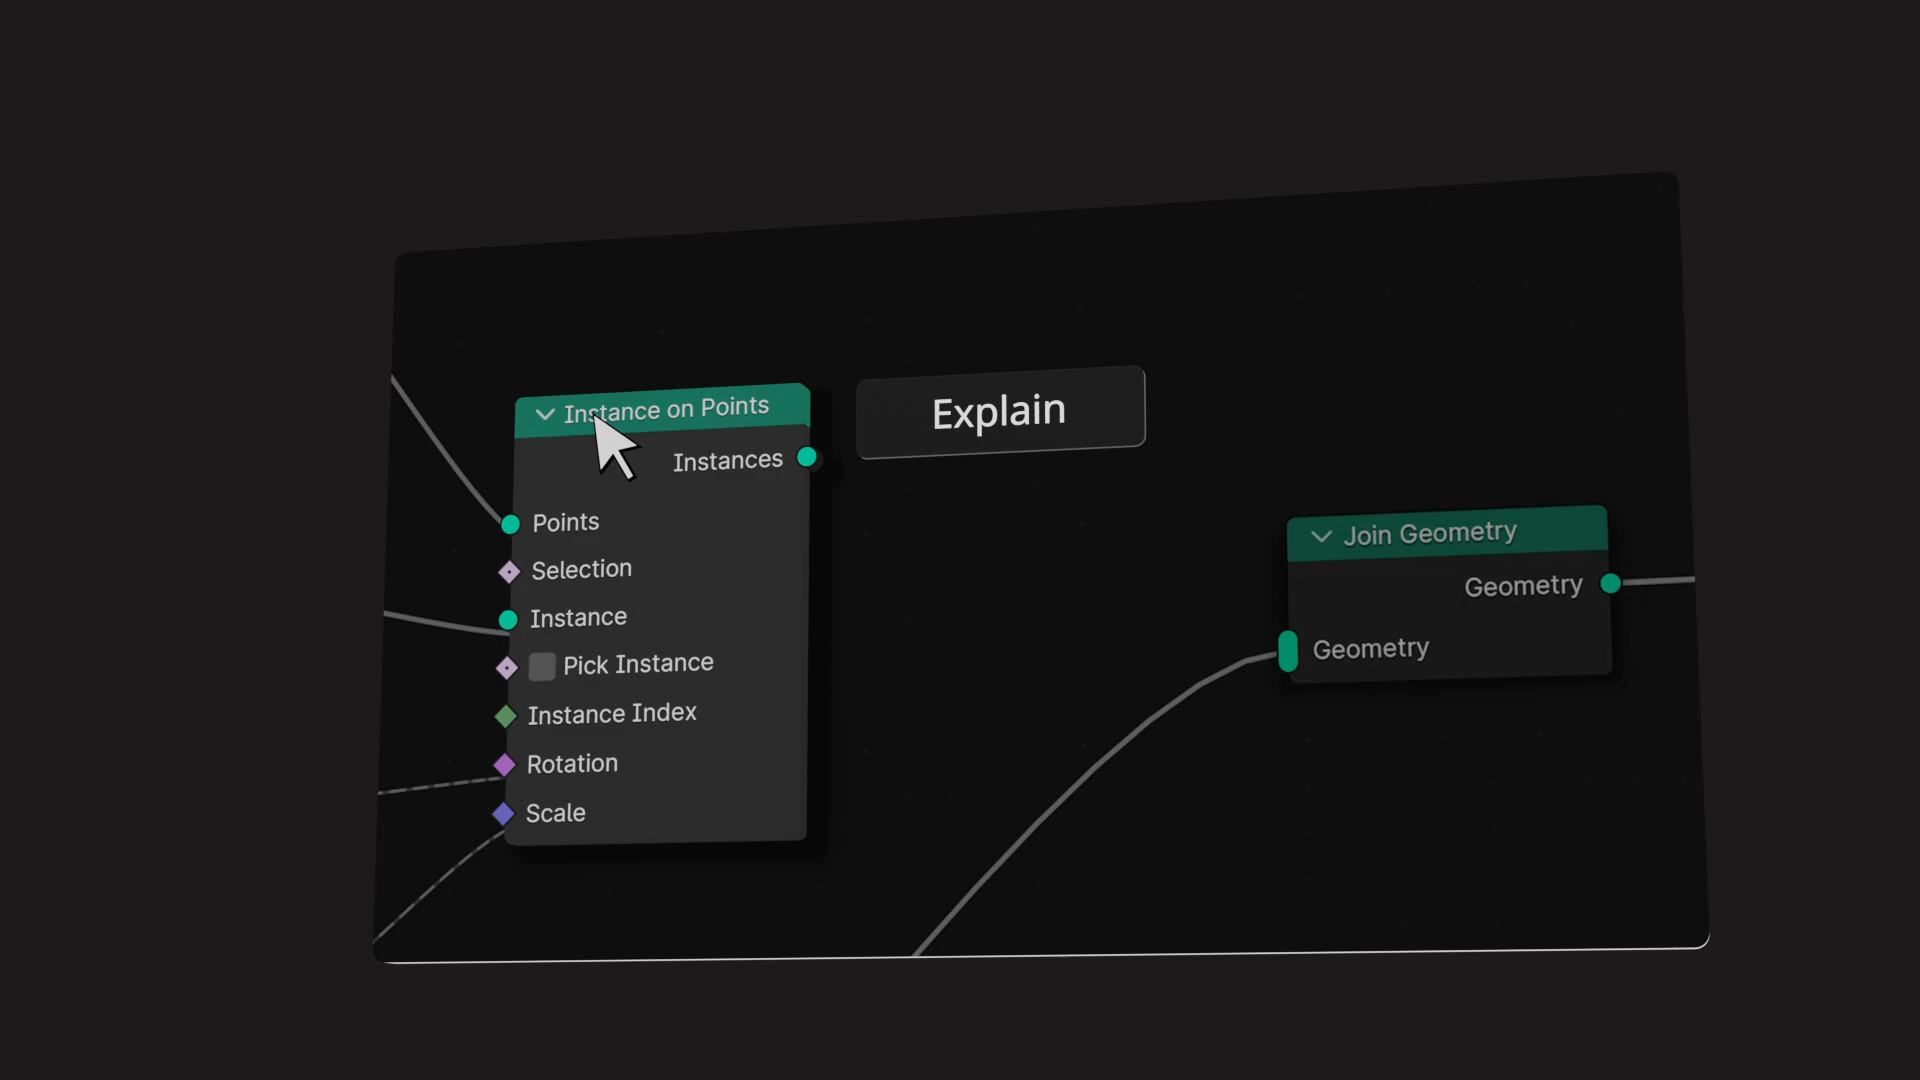 Instance on Points
Explain
Instances
Points
Selection
Instance
Pick Instance
Instance Index
Rotation
Scale
Join Geometry
Geometry
Geometry